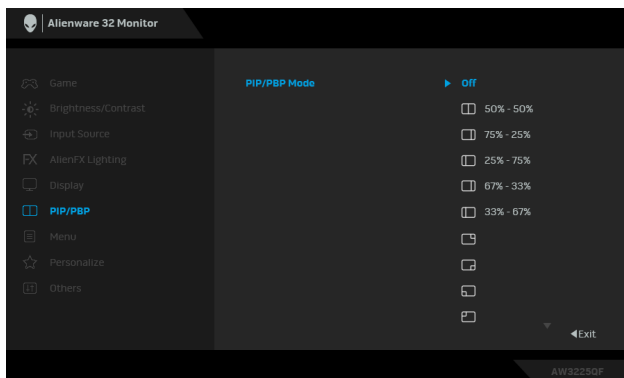 Alienware 32 Monitor
Game
PIP/PBP Mode
Off
Brightness/Contrast
50% - 50%
Input Source
75% - 25%
FX AlienFX Lighting
25% - 75%
Display
67% - 33%
PIP/PBP
33% - 67%
Menu
Personalize
Others
Exit
AW3225QF